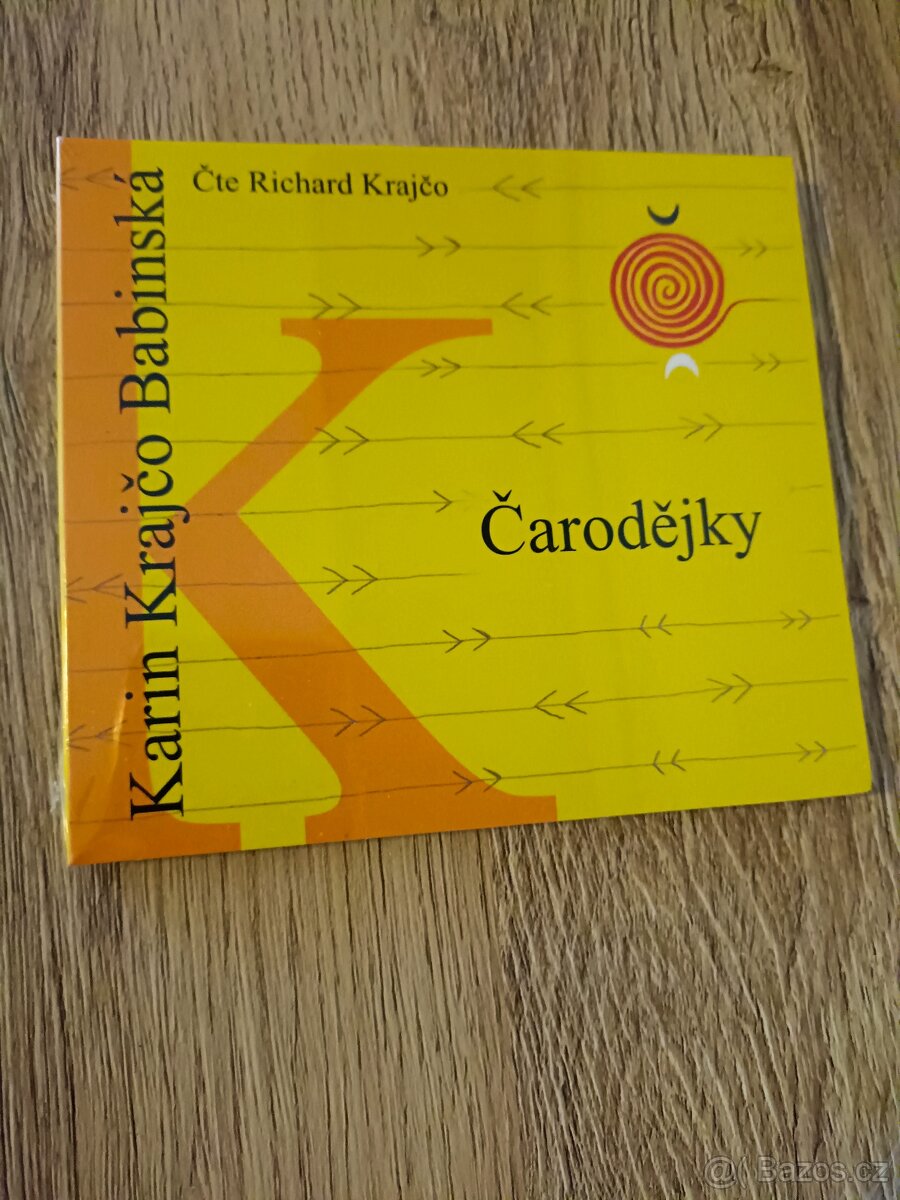 Čte Richard Krajčo
Karin Krajčo Babinská
K
Čarodějky
@( Bazos.cz